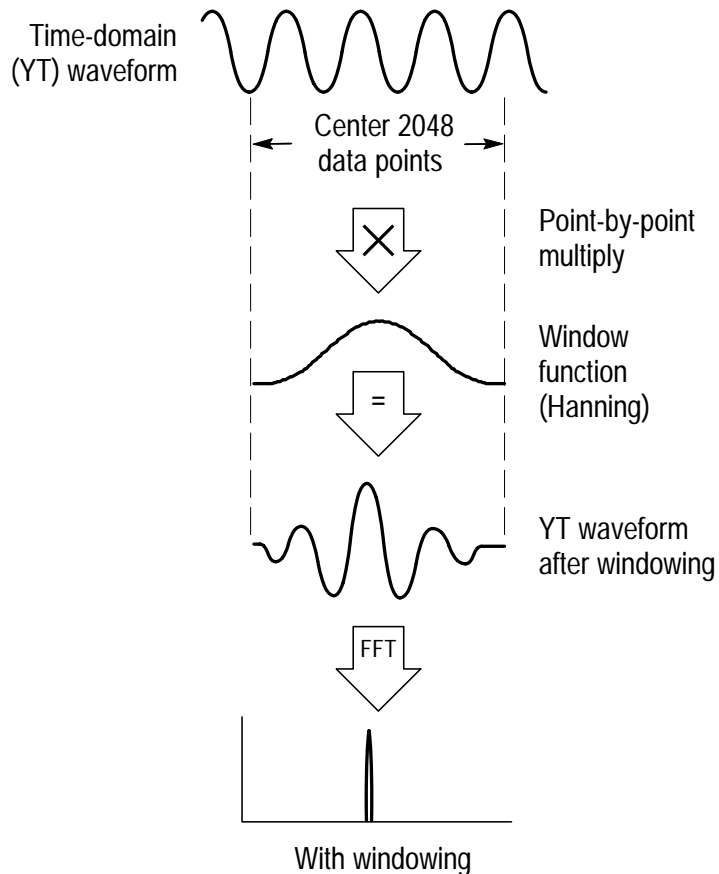 Time-domain
(YT) waveform
Center 2048
data points
Point-by-point
multiply
Window
function
(Hanning)
=
YT waveform
after windowing
FFT
With windowing